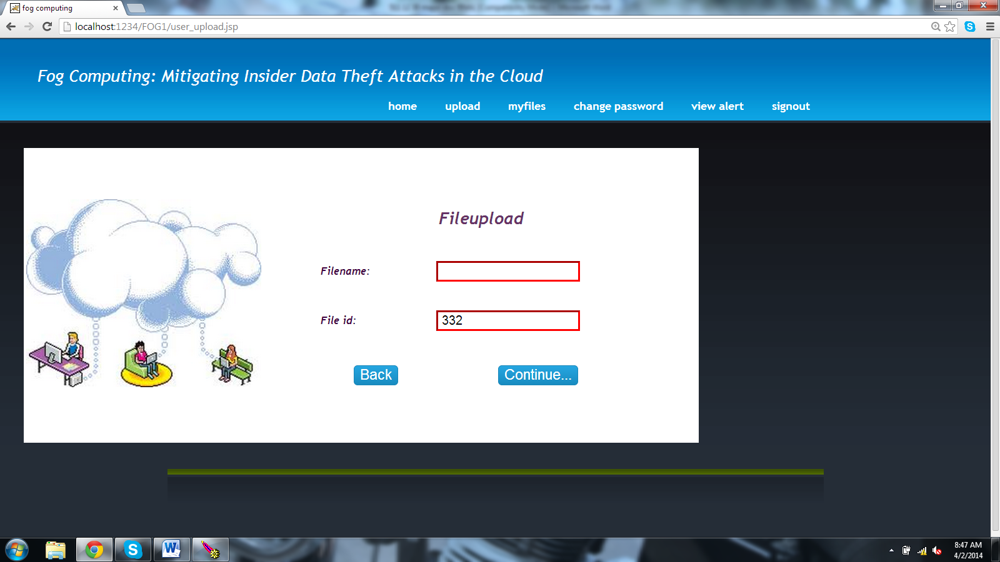 fog computing
localhost:1234/FOG1/user_upload.jsp
Fog Computing: Mitigating Insider Data Theft Attacks in the Cloud
home upload myfiles change password view alert signout
Fileupload
Filename:
File id: 332
Back Continue...
8:47 AM
4/2/2014